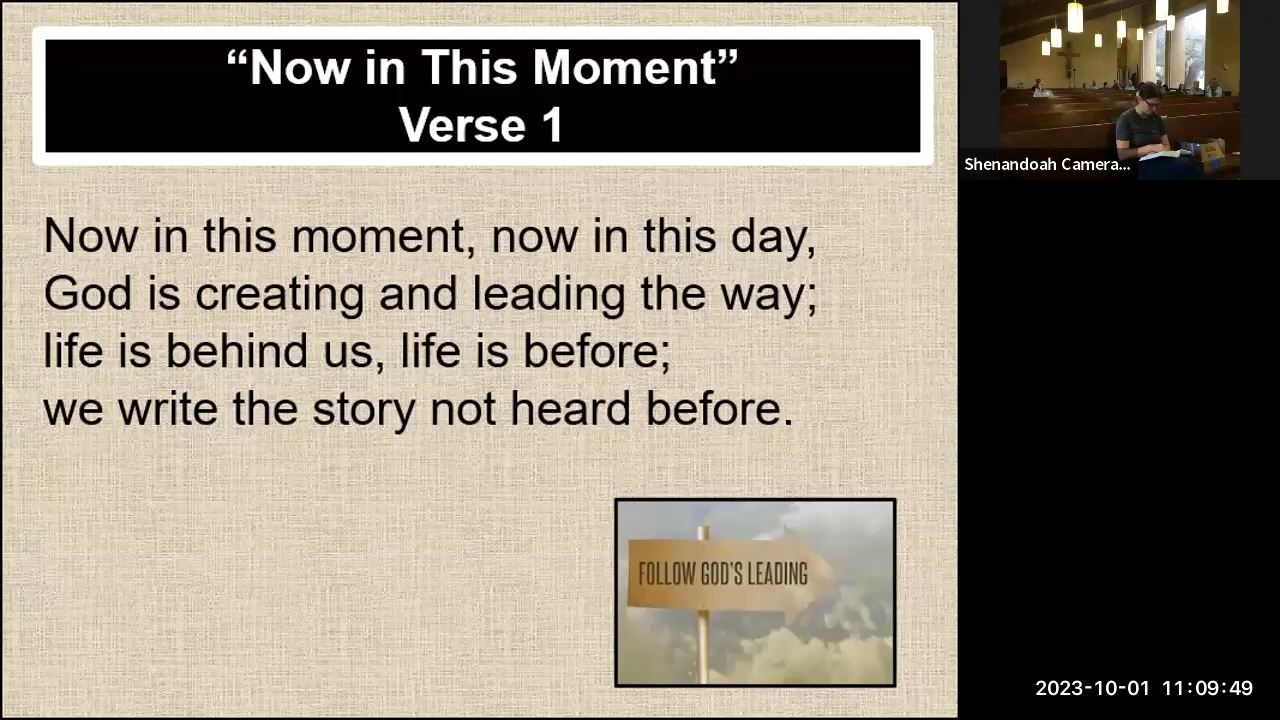 “Now in This Moment”
Verse 1
Now in this moment, now in this day,
God is creating and leading the way;
life is behind us, life is before;
we write the story not heard before.
FOLLOW GOD'S LEADING
Shenandoah Camera...
2023-10-01 11:09:49